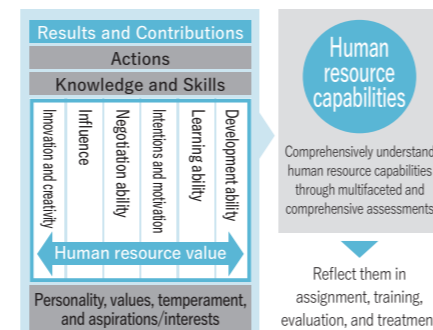 Results and Contributions
Actions
Knowledge and Skills
Innovation and creativity
Influence
Negotiation ability
Intentions and motivation
Learning ability
Development ability
Human resource value
Personality, values, temperament,
and aspirations/interests
Human
resource
capabilities
Comprehensively understand
human resource capabilities
through multifaceted and
comprehensive assessments
Reflect them in
assignment, training,
evaluation, and treatmen